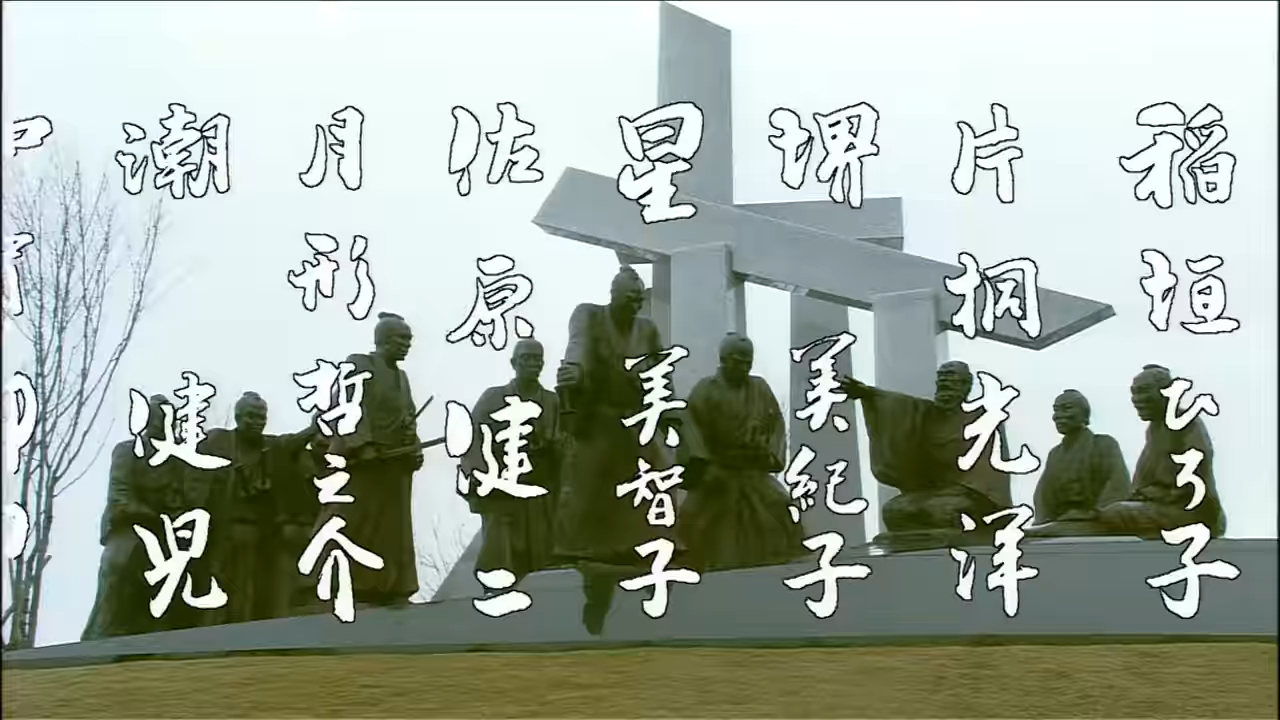 稲垣ひろ子
片桐光洋
堺美紀子
星美智子
佐原健二
月形哲之介
潮健児